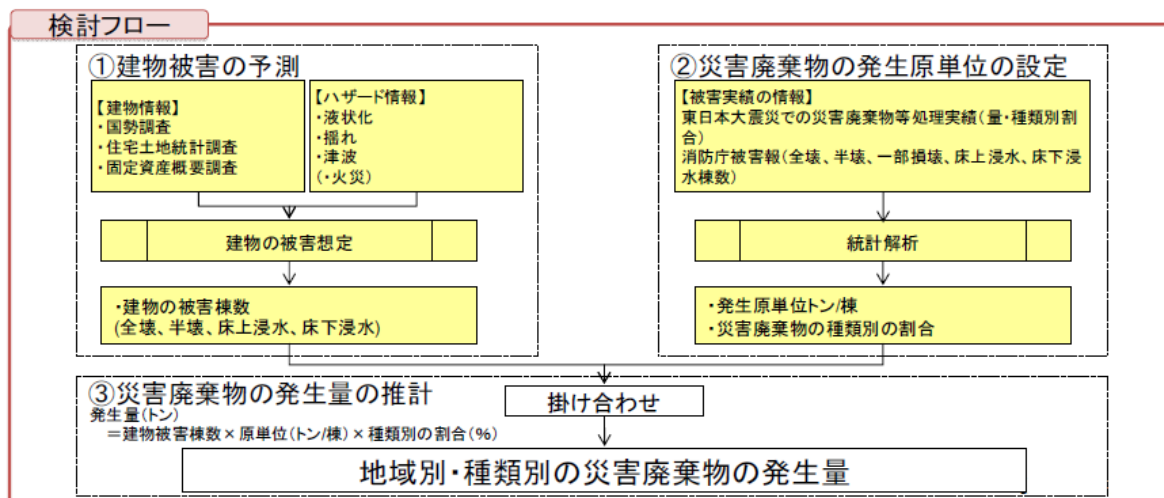 検討フロー
①建物被害の予測
【建物情報】
・国勢調査
・住宅土地統計調査
・固定資産概要調査
【ハザード情報】
・液状化
・揺れ
・津波
(・火災)
建物の被害想定
・建物の被害棟数
(全壊、半壊、床上浸水、床下浸水)
②災害廃棄物の発生原単位の設定
【被害実績の情報】
東日本大震災での災害廃棄物等処理実績(量・種類別割
合)
消防庁被害報(全壊、半壊、一部損壊、床上浸水、床下浸
水棟数)
統計解析
・発生原単位トン/棟
・災害廃棄物の種類別の割合
③災害廃棄物の発生量の推計
発生量(トン)
=建物被害棟数×原単位(トン/棟)×種類別の割合(%)
掛け合わせ
地域別・種類別の災害廃棄物の発生量